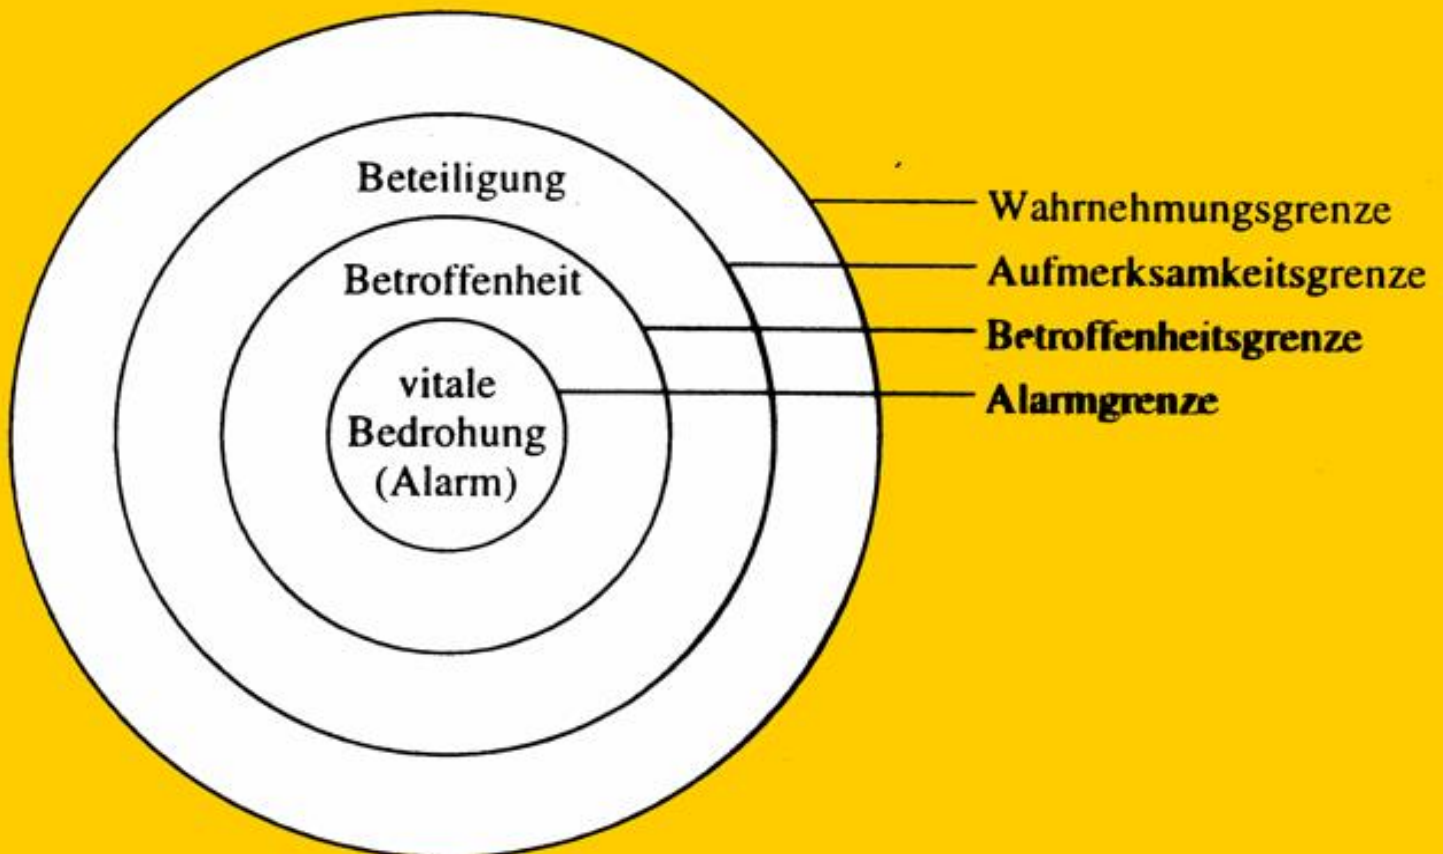 Beteiligung
Betroffenheit
vitale
Bedrohung
(Alarm)
Wahrnehmungsgrenze
Aufmerksamkeitsgrenze
Betroffenheitsgrenze
Alarmgrenze